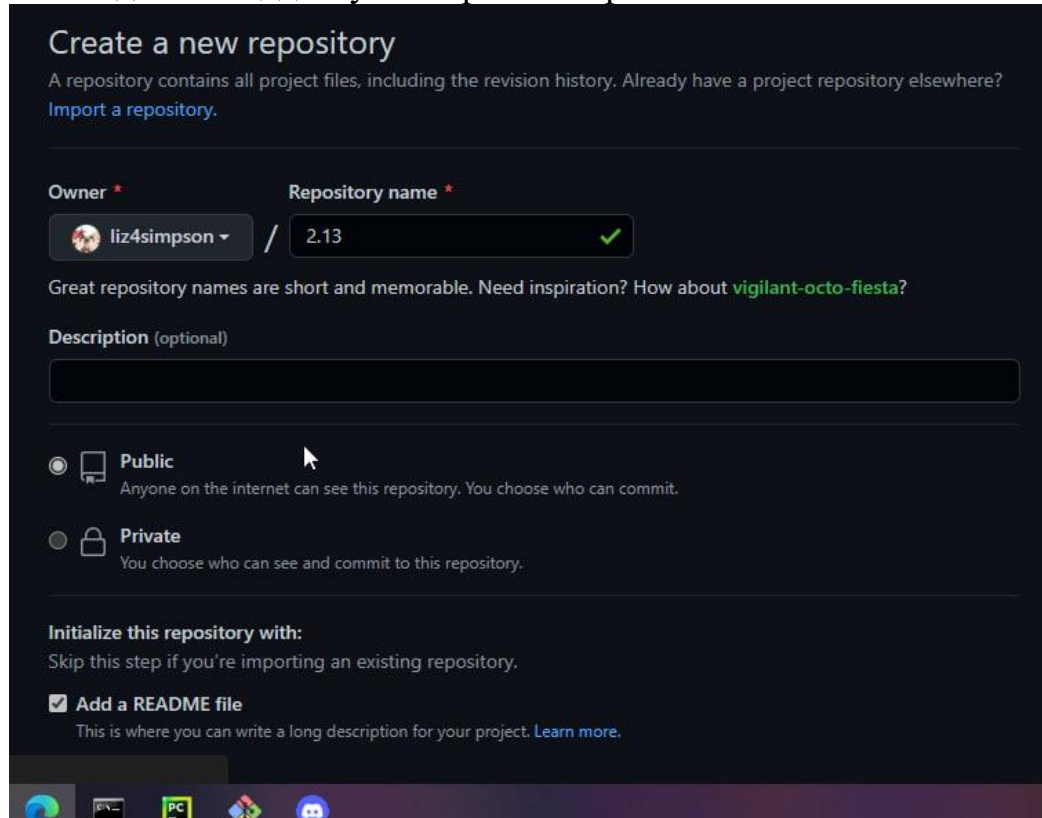 Create a new repository
A repository contains all project files, including the revision history. Already have a project repository elsewhere?
Import a repository.
Owner *
Repository name *
liz4simpson
/
2.13
Great repository names are short and memorable. Need inspiration? How about vigilant-octo-fiesta?
Description (optional)
Public
Anyone on the internet can see this repository. You choose who can commit.
Private
You choose who can see and commit to this repository.
Initialize this repository with:
Skip this step if you're importing an existing repository.
Add a README file
This is where you can write a long description for your project. Learn more.
PC